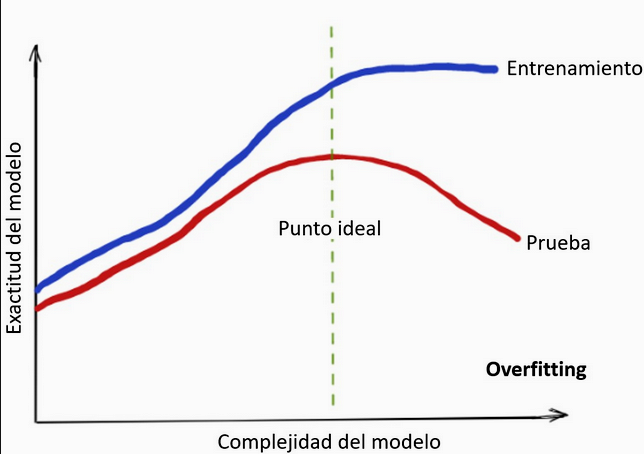 Entrenamiento
Exactitud del modelo
Punto ideal
Prueba
Overfitting
Complejidad del modelo